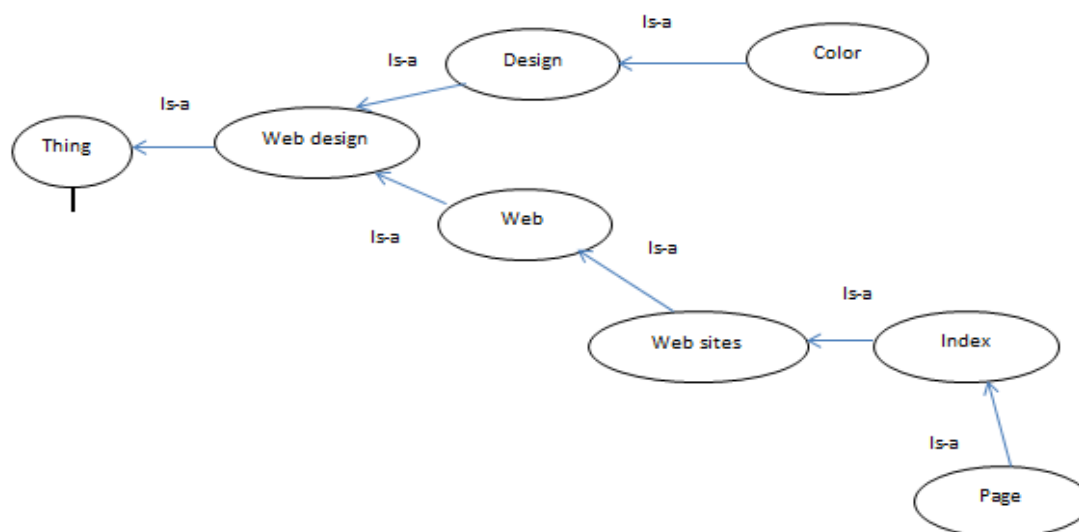 Is-a
Design
Color
Is-a
Is-a
Thing
Web design
Web
Is-a
Is-a
Is-a
Web sites
Index
Is-a
Page